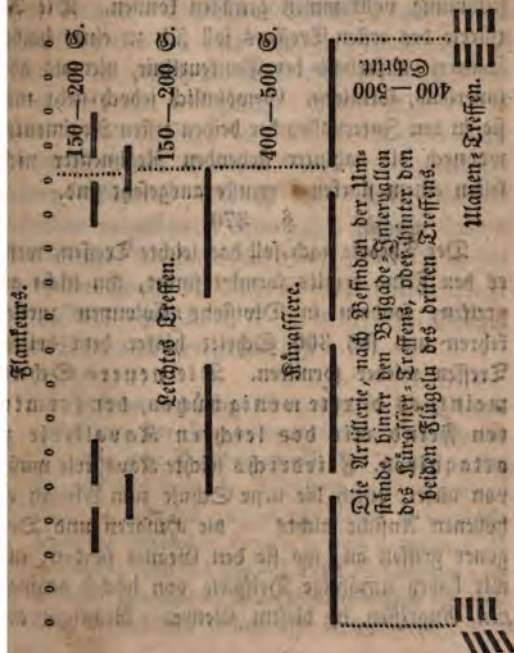 Flankeurs.
150—200 S.
Leichtes Treffen.
150—200 S.
Kürassiere.
400—500 S.
Die Artillerie, nach Befinden der Um-
stände, hinter den Brigade-Intervallen
des Kürassier-Treffens, oder hinter den
beiden Flügeln des dritten Treffens.
400—500
Schritt.
Ulanen-Treffen.